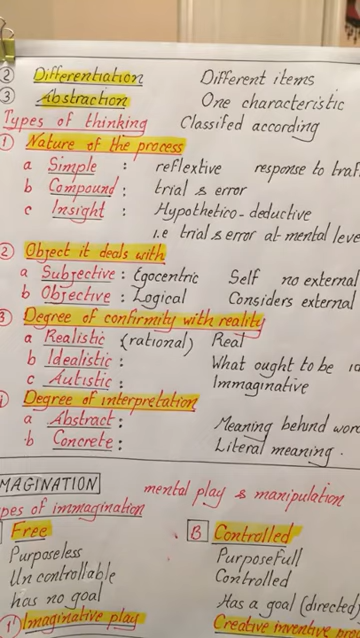 ② Differentiation Different items
③ Abstraction One characteristic
Types of thinking Classifed according
① Nature of the process
a Simple : reflextive response to
b Compound : trial & error
c Insight : Hypothetico-deductive
i.e trial & error at mental
② Object it deals with
a Subjective : Egocentric Self no external
b Objective : Logical Considers external
③ Degree of confirmity with reality
a Realistic (rational) Real
b Idealistic : What ought to be
c Autistic : Immaginative
Degree of interpretation
a Abstract : Meaning behind
b Concrete : Literal meaning.
MAGINATION mental play & manipulation
pes of immagination
Free B Controlled
Purposeless Purposefull
Uncontrollable Controlled
has no goal Has a goal (directed)
① Imaginative play Creative inventive